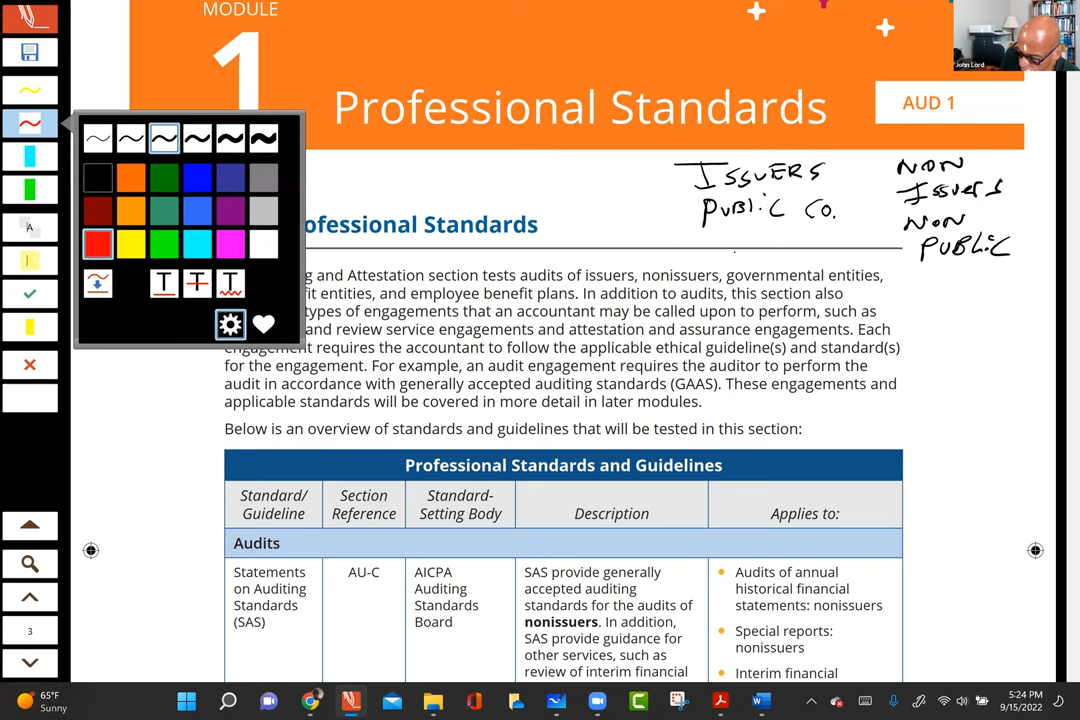 MODULE
1
Professional Standards
AUD 1
John Lord
ISSUERS
PUBLIC CO.
NON
ISSUERS
NON
PUBLIC
ofessional Standards
g and Attestation section tests audits of issuers, nonissuers, governmental entities,
fit entities, and employee benefit plans. In addition to audits, this section also
types of engagements that an accountant may be called upon to perform, such as
and review service engagements and attestation and assurance engagements. Each
engagement requires the accountant to follow the applicable ethical guideline(s) and standard(s)
for the engagement. For example, an audit engagement requires the auditor to perform the
audit in accordance with generally accepted auditing standards (GAAS). These engagements and
applicable standards will be covered in more detail in later modules.
Below is an overview of standards and guidelines that will be tested in this section:
Professional Standards and Guidelines
Standard/
Guideline
Section
Reference
Standard-
Setting Body
Description
Applies to:
Audits
Statements
on Auditing
Standards
(SAS)
AU-C
AICPA
Auditing
Standards
Board
SAS provide generally
accepted auditing
standards for the audits of
nonissuers. In addition,
SAS provide guidance for
other services, such as
review of interim financial
Audits of annual
historical financial
statements: nonissuers
Special reports:
nonissuers
Interim financial
A
T
T
T
3
65°F
Sunny
5:24 PM
9/15/2022